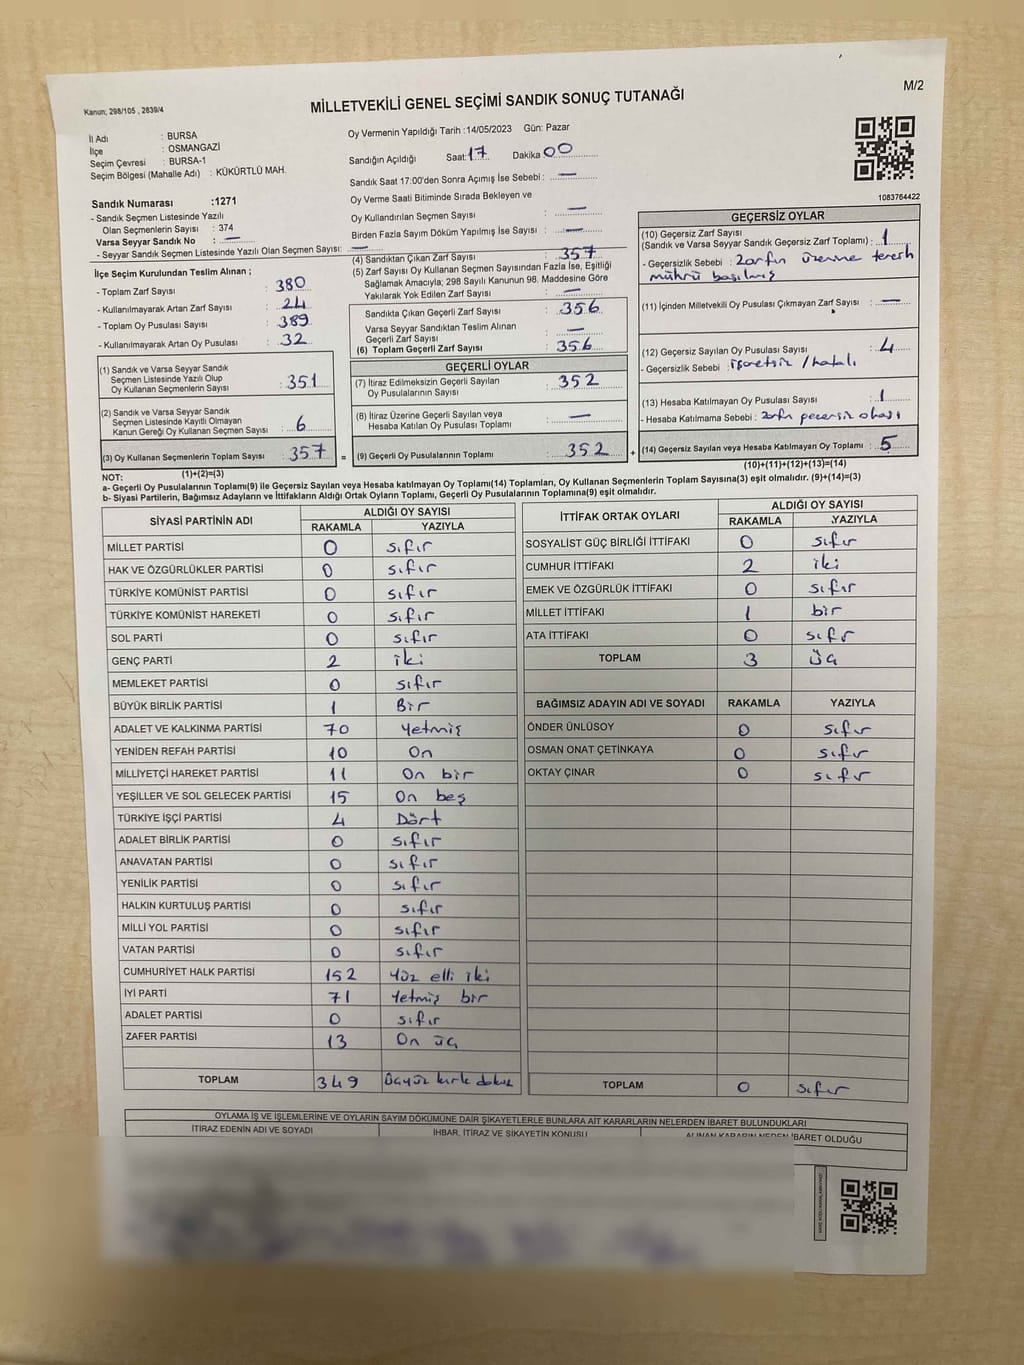 M/2
Kanun, 298/105 , 2839/4
MİLLETVEKİLİ GENEL SEÇİMİ SANDIK SONUÇ TUTANAĞI
İl Adı : BURSA
İlçe : OSMANGAZİ
Seçim Çevresi : BURSA-1
Seçim Bölgesi (Mahalle Adı) : KÜKÜRTLÜ MAH.
Oy Vermenin Yapıldığı Tarih :14/05/2023 Gün: Pazar
Sandığın Açıldığı Saat: 17 Dakika 00
Sandık Saat 17:00'den Sonra Açımış İse Sebebi : —
Oy Verme Saati Bitiminde Sırada Bekleyen ve
Oy Kullandırılan Seçmen Sayısı : —
Birden Fazla Sayım Döküm Yapılmış İse Sayısı : —
1083764422
Sandık Numarası :1271
- Sandık Seçmen Listesinde Yazılı
Olan Seçmenlerin Sayısı : 374
Varsa Seyyar Sandık No : —
- Seyyar Sandık Seçmen Listesinde Yazılı Olan Seçmen Sayısı: —
İlçe Seçim Kurulundan Teslim Alınan ;
- Toplam Zarf Sayısı : 380
- Kullanılmayarak Artan Zarf Sayısı : 24
- Toplam Oy Pusulası Sayısı : 389
- Kullanılmayarak Artan Oy Pusulası : 32
(1) Sandık ve Varsa Seyyar Sandık
Seçmen Listesinde Yazılı Olup
Oy Kullanan Seçmenlerin Sayısı : 351
(2) Sandık ve Varsa Seyyar Sandık
Seçmen Listesinde Kayıtlı Olmayan
Kanun Gereği Oy Kullanan Seçmen Sayısı : 6
(3) Oy Kullanan Seçmenlerin Toplam Sayısı : 357
(1)+(2)=(3)
(4) Sandıktan Çıkan Zarf Sayısı : 357
(5) Zarf Sayısı Oy Kullanan Seçmen Sayısından Fazla İse, Eşitliği
Sağlamak Amacıyla; 298 Sayılı Kanunun 98. Maddesine Göre
Yakılarak Yok Edilen Zarf Sayısı : —
Sandıkta Çıkan Geçerli Zarf Sayısı : 356
Varsa Seyyar Sandıktan Teslim Alınan
Geçerli Zarf Sayısı : —
(6) Toplam Geçerli Zarf Sayısı : 356
GEÇERLİ OYLAR
(7) İtiraz Edilmeksizin Geçerli Sayılan
Oy Pusulasının Sayısı : 352
(8) İtiraz Üzerine Geçerli Sayılan veya
Hesaba Katılan Oy Pusulası Toplamı : —
= (9) Geçerli Oy Pusulalarının Toplamı : 352 +
GEÇERSİZ OYLAR
(10) Geçersiz Zarf Sayısı
(Sandık ve Varsa Seyyar Sandık Geçersiz Zarf Toplamı) : 1
- Geçersizlik Sebebi : Zarfın üzerine tercih
mührü basılmış
(11) İçinden Milletvekili Oy Pusulası Çıkmayan Zarf Sayısı : —
(12) Geçersiz Sayılan Oy Pusulası Sayısı : 4
- Geçersizlik Sebebi : işaretsiz / hatalı
(13) Hesaba Katılmayan Oy Pusulası Sayısı : 1
- Hesaba Katılmama Sebebi : zarfın geçersiz olması
(14) Geçersiz Sayılan veya Hesaba Katılmayan Oy Toplamı : 5
(10)+(11)+(12)+(13)=(14)
NOT:
a- Geçerli Oy Pusulalarının Toplamı(9) ile Geçersiz Sayılan veya Hesaba katılmayan Oy Toplamı(14) Toplamları, Oy Kullanan Seçmenlerin Toplam Sayısına(3) eşit olmalıdır. (9)+(14)=(3)
b- Siyasi Partilerin, Bağımsız Adayların ve İttifakların Aldığı Ortak Oyların Toplamı, Geçerli Oy Pusulalarının Toplamına(9) eşit olmalıdır.
SİYASİ PARTİNİN ADI ALDIĞI OY SAYISI
RAKAMLA YAZIYLA
MİLLET PARTİSİ 0 sıfır
HAK VE ÖZGÜRLÜKLER PARTİSİ 0 sıfır
TÜRKİYE KOMÜNİST PARTİSİ 0 sıfır
TÜRKİYE KOMÜNİST HAREKETİ 0 sıfır
SOL PARTİ 0 sıfır
GENÇ PARTİ 2 iki
MEMLEKET PARTİSİ 0 sıfır
BÜYÜK BİRLİK PARTİSİ 1 Bir
ADALET VE KALKINMA PARTİSİ 70 Yetmiş
YENİDEN REFAH PARTİSİ 10 On
MİLLİYETÇİ HAREKET PARTİSİ 11 On bir
YEŞİLLER VE SOL GELECEK PARTİSİ 15 On beş
TÜRKİYE İŞÇİ PARTİSİ 4 Dört
ADALET BİRLİK PARTİSİ 0 sıfır
ANAVATAN PARTİSİ 0 sıfır
YENİLİK PARTİSİ 0 sıfır
HALKIN KURTULUŞ PARTİSİ 0 sıfır
MİLLİ YOL PARTİSİ 0 sıfır
VATAN PARTİSİ 0 sıfır
CUMHURİYET HALK PARTİSİ 152 Yüz elli iki
İYİ PARTİ 71 Yetmiş bir
ADALET PARTİSİ 0 sıfır
ZAFER PARTİSİ 13 On üç
TOPLAM 349 Üçyüz kırk dokuz
İTTİFAK ORTAK OYLARI ALDIĞI OY SAYISI
RAKAMLA YAZIYLA
SOSYALİST GÜÇ BİRLİĞİ İTTİFAKI 0 sıfır
CUMHUR İTTİFAKI 2 iki
EMEK VE ÖZGÜRLÜK İTTİFAKI 0 sıfır
MİLLET İTTİFAKI 1 bir
ATA İTTİFAKI 0 sıfr
TOPLAM 3 üç
BAĞIMSIZ ADAYIN ADI VE SOYADI RAKAMLA YAZIYLA
ÖNDER ÜNLÜSOY 0 sıfır
OSMAN ONAT ÇETİNKAYA 0 sıfır
OKTAY ÇINAR 0 sıfır
TOPLAM 0 sıfır
OYLAMA İŞ VE İŞLEMLERİNE VE OYLARIN SAYIM DÖKÜMÜNE DAİR ŞİKAYETLERLE BUNLARA AİT KARARLARIN NELERDEN İBARET BULUNDUKLARI
İTİRAZ EDENİN ADI VE SOYADI İHBAR, İTİRAZ VE ŞİKAYETİN KONUSU ALINAN KARARIN NEDEN İBARET OLDUĞU